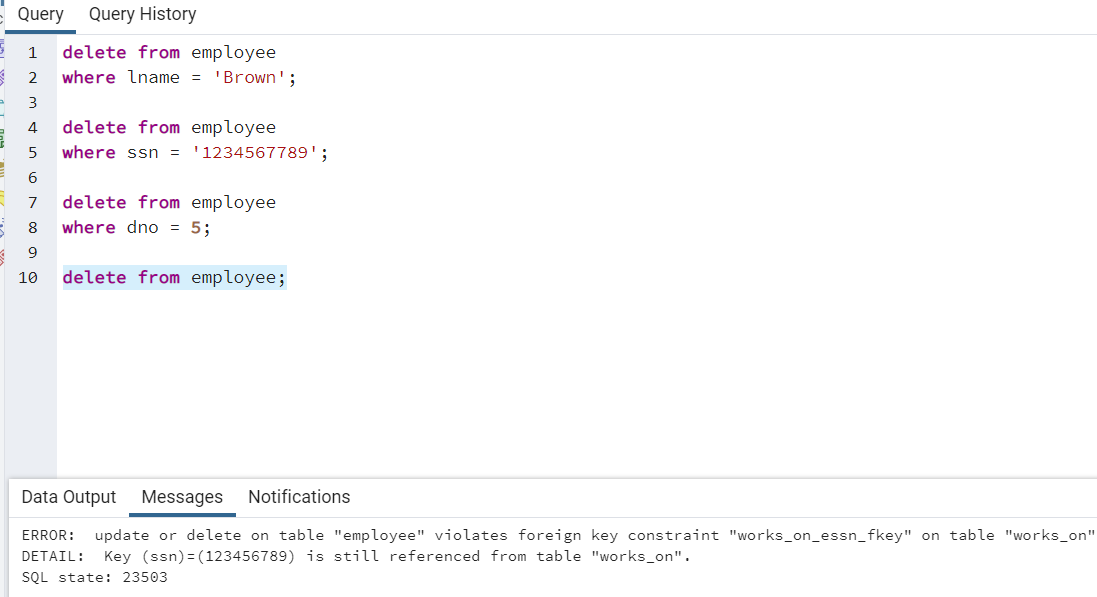 Query Query History
1 delete from employee
2 where lname = 'Brown';
3
4 delete from employee
5 where ssn = '1234567789';
6
7 delete from employee
8 where dno = 5;
9
10 delete from employee;
Data Output Messages Notifications
ERROR:  update or delete on table "employee" violates foreign key constraint "works_on_essn_fkey" on table "works_on"
DETAIL:  Key (ssn)=(123456789) is still referenced from table "works_on".
SQL state: 23503